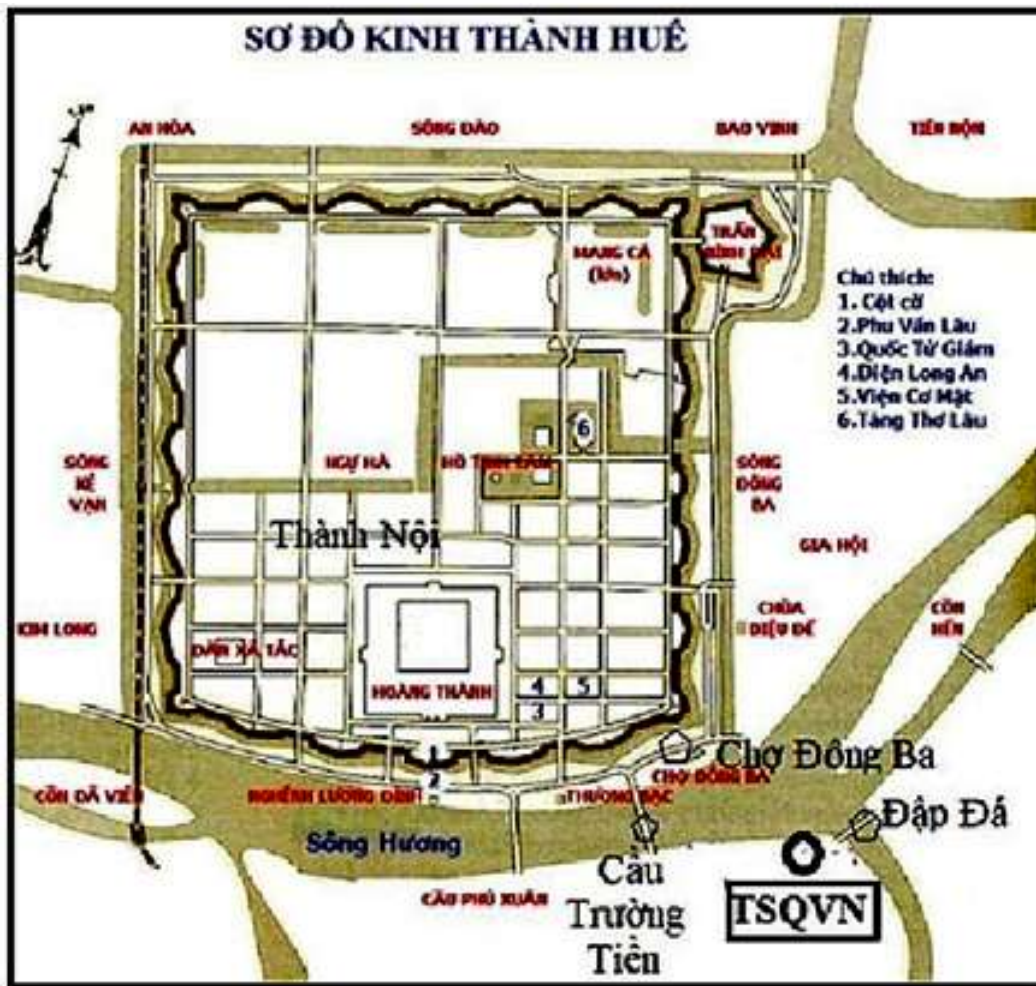 SƠ ĐỒ KINH THÀNH HUẾ
AN HÒA
SÔNG ĐÀO
BAO VINH
TIÊN NỘN
TRẤN
BÌNH ĐÀI
MANG CÁ
(lớn)
Chú thích:
1. Cột cờ
2.Phu Văn Lâu
3.Quốc Tử Giám
4.Điện Long An
5.Viện Cơ Mật
6.Tàng Thơ Lâu
6
SÔNG
KẺ
VẠN
NGỰ HÀ
HỒ TỊNH TÂM
SÔNG
ĐÔNG
BA
Thành Nội
GIA HỘI
KIM LONG
CHÙA
DIỆU ĐẾ
CỒN
HẾN
ĐÀN XÃ TẮC
HOÀNG THÀNH
4
5
3
1
2
Chợ Đông Ba
CHỢ ĐÔNG BA
CỒN DÃ VIÊN
NGHÊNH LƯƠNG ĐÌNH
THƯƠNG BẠC
Đập Đá
Sông Hương
CẦU PHÚ XUÂN
Cầu
Trường
Tiền
TSQVN